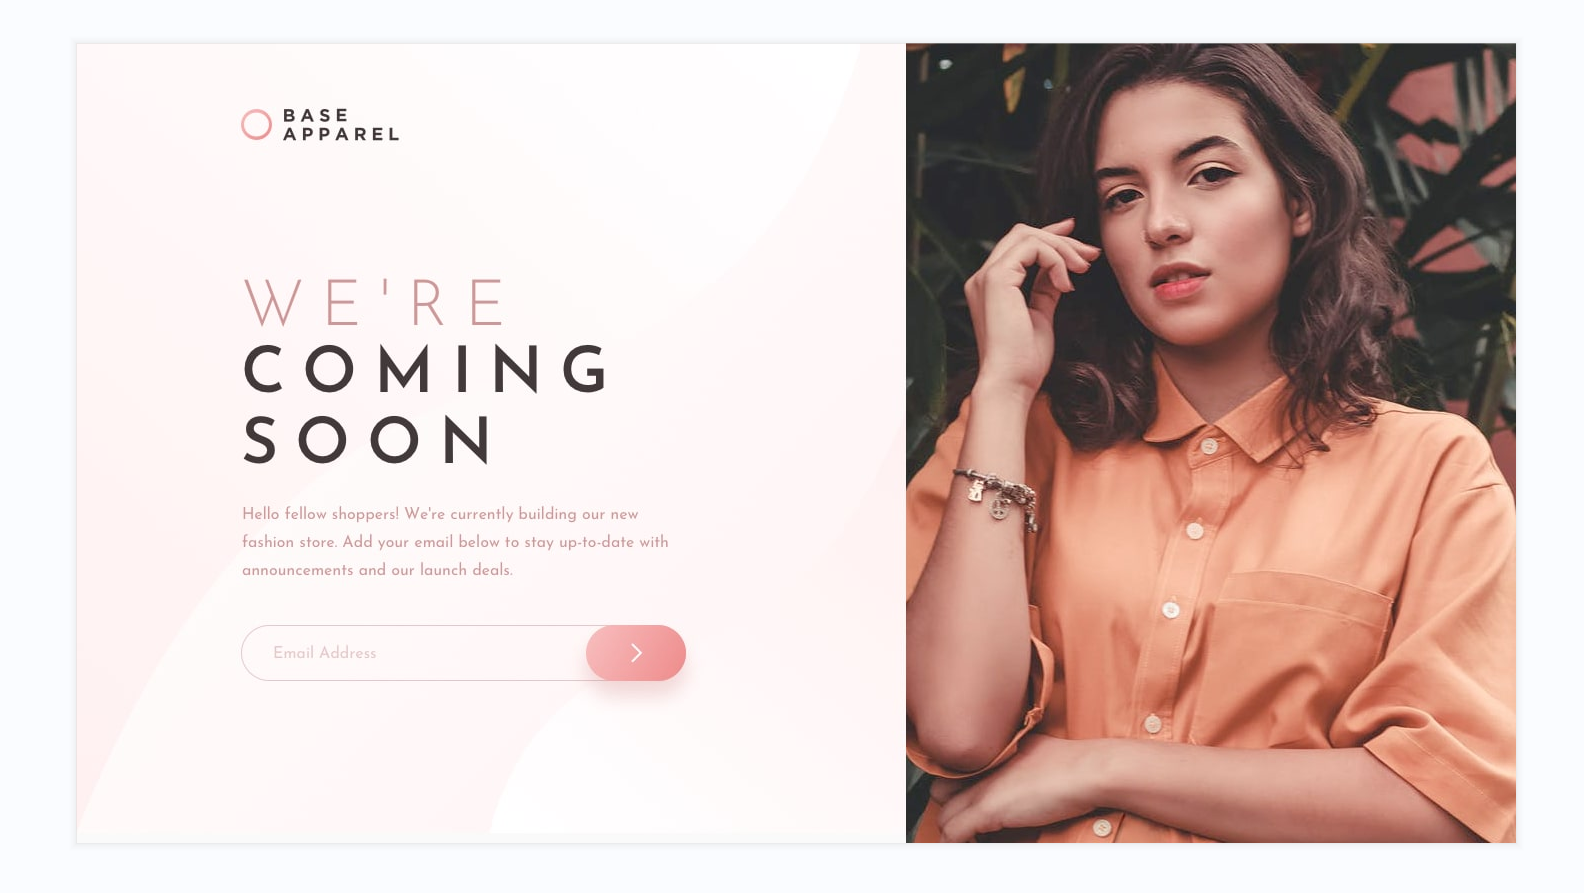 BASE
APPAREL
WE'RE
COMING
SOON
Hello fellow shoppers! We're currently building our new
fashion store. Add your email below to stay up-to-date with
announcements and our launch deals.
Email Address